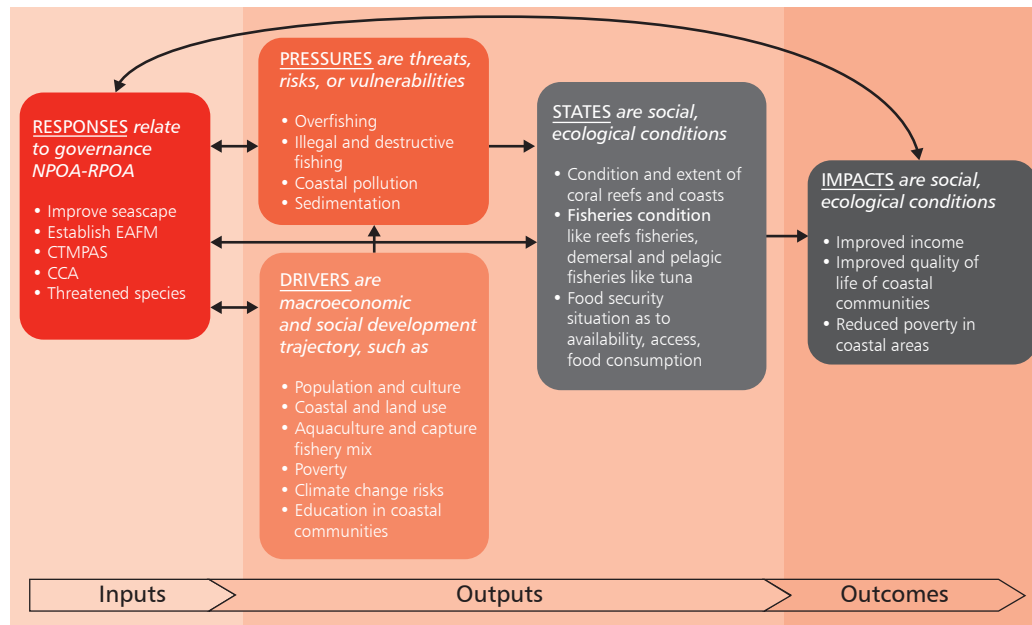 RESPONSES relate
to governance
NPOA-RPOA
• Improve seascape
• Establish EAFM
• CTMPAS
• CCA
• Threatened species
PRESSURES are threats,
risks, or vulnerabilities
• Overfishing
• Illegal and destructive
fishing
• Coastal pollution
• Sedimentation
DRIVERS are
macroeconomic
and social development
trajectory, such as
• Population and culture
• Coastal and land use
• Aquaculture and capture
fishery mix
• Poverty
• Climate change risks
• Education in coastal
communities
STATES are social,
ecological conditions
• Condition and extent of
coral reefs and coasts
• Fisheries condition
like reefs fisheries,
demersal and pelagic
fisheries like tuna
• Food security
situation as to
availability, access,
food consumption
IMPACTS are social,
ecological conditions
• Improved income
• Improved quality of
life of coastal
communities
• Reduced poverty in
coastal areas
Inputs
Outputs
Outcomes